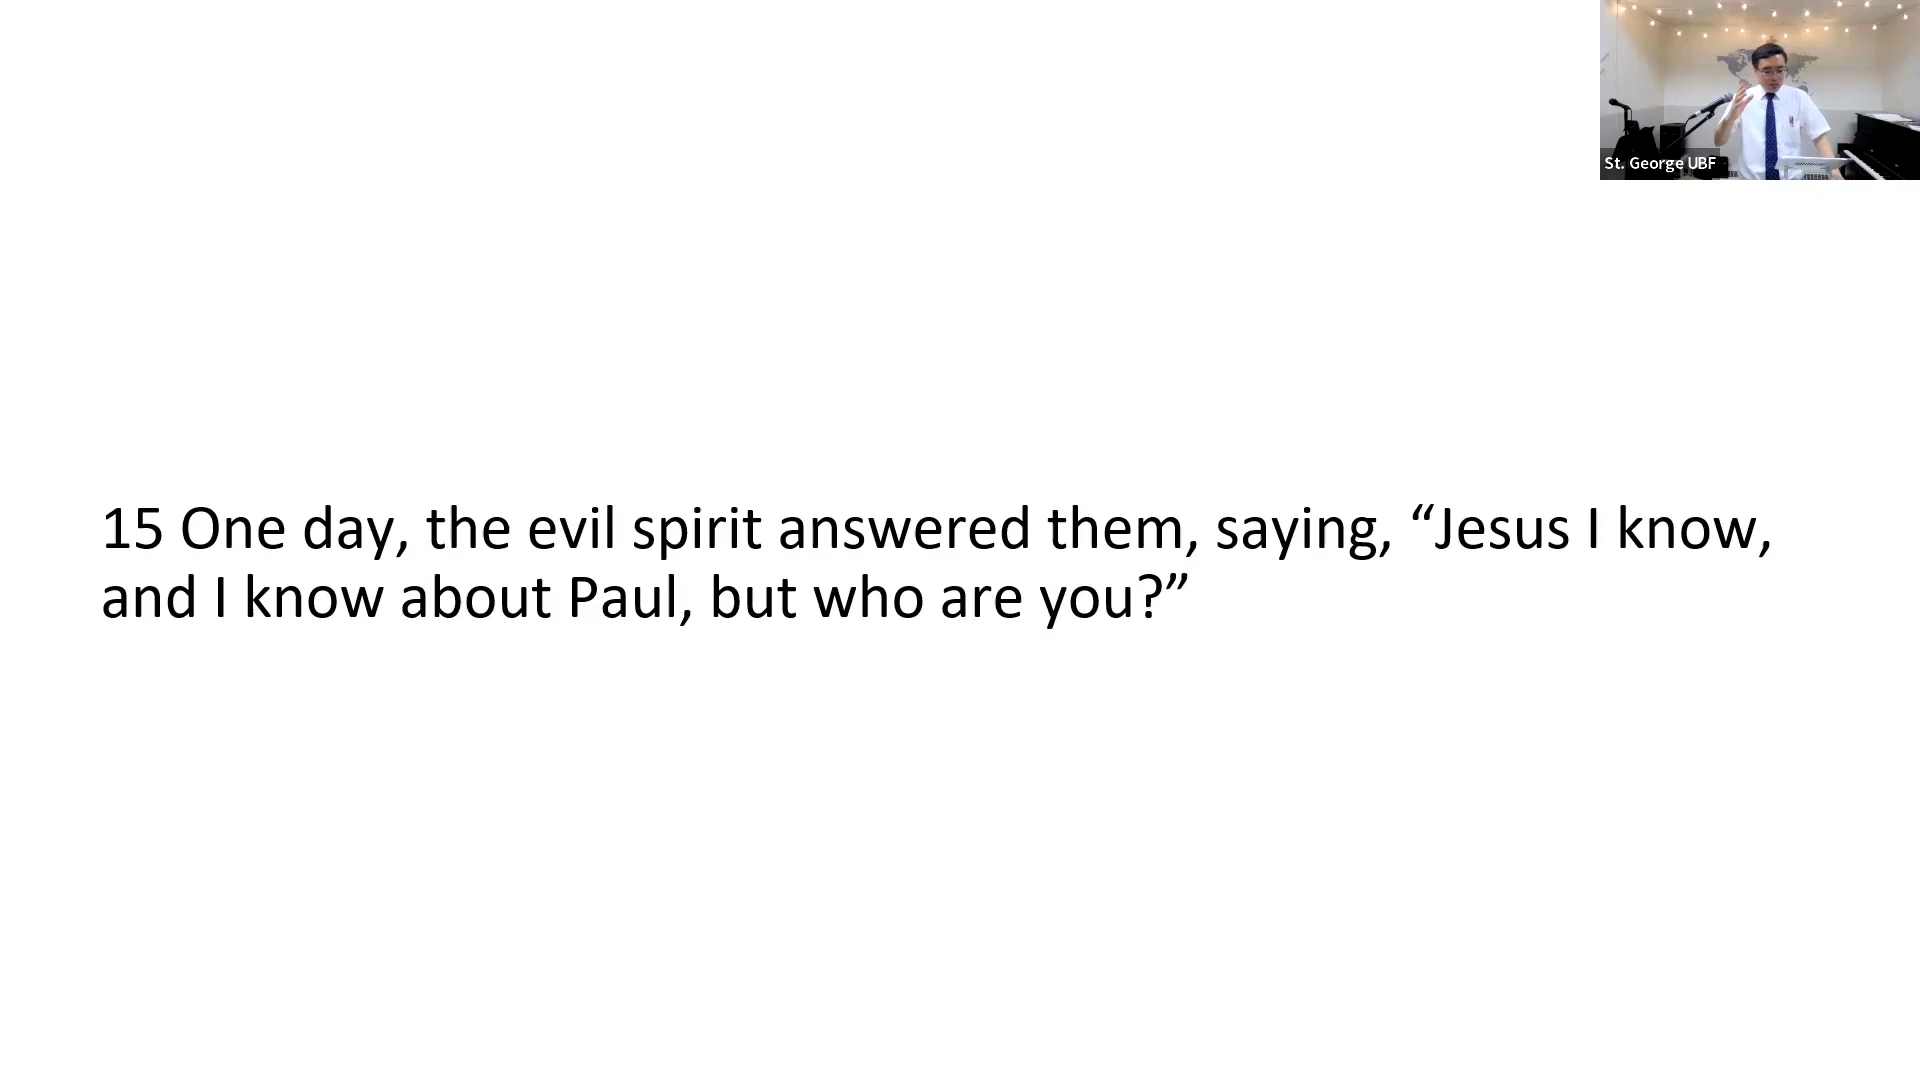 St. George UBF
15 One day, the evil spirit answered them, saying, “Jesus I know,
and I know about Paul, but who are you?”